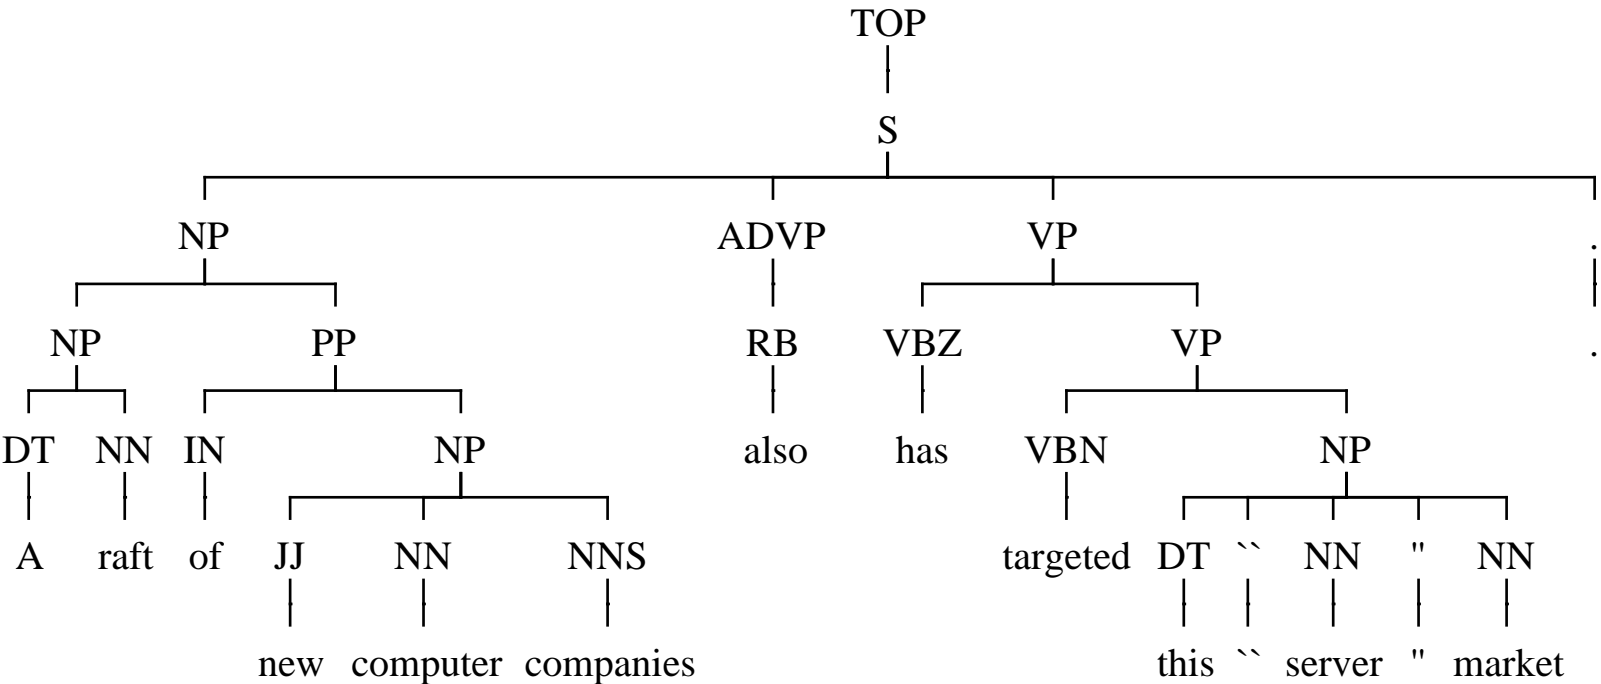 TOP
S
NP ADVP VP .
NP PP RB VBZ VP .
DT NN IN NP also has VBN NP
A raft of JJ NN NNS targeted DT `` NN '' NN
new computer companies this `` server '' market